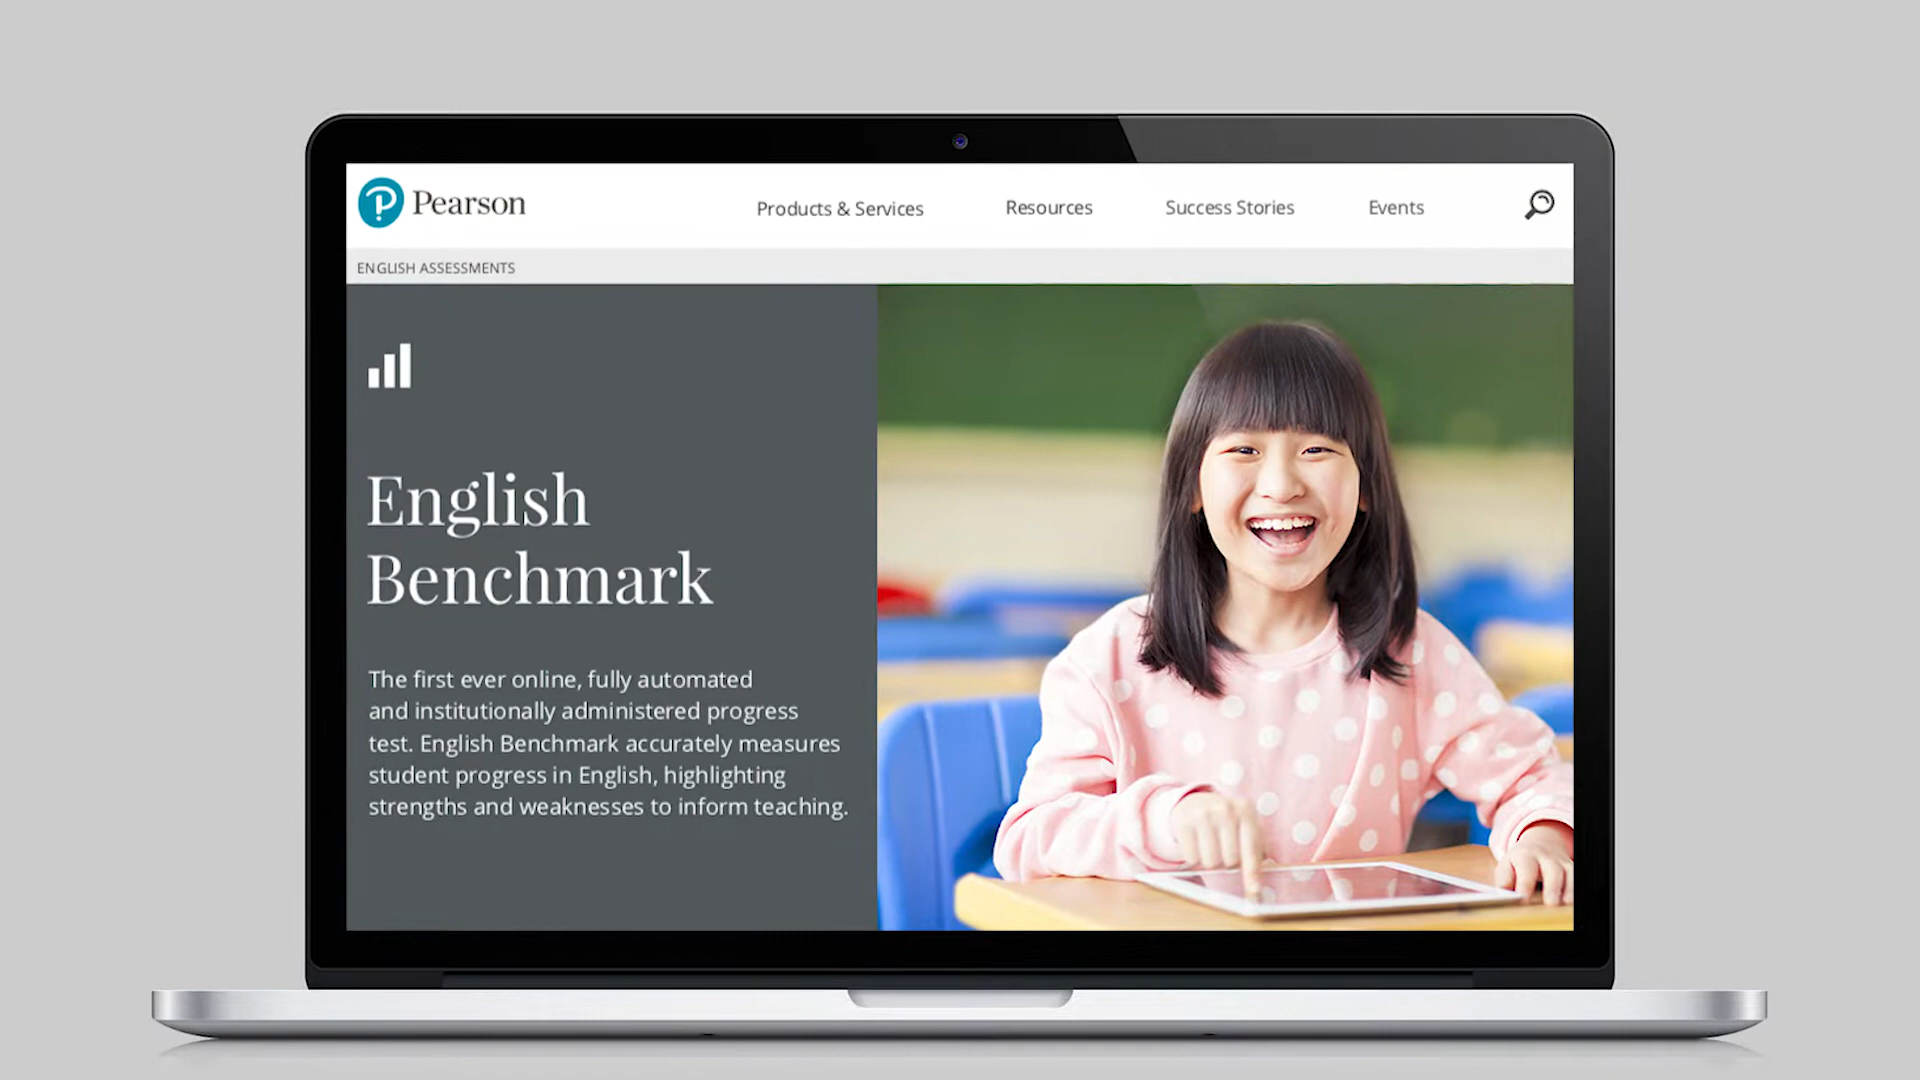 Pearson
Products & Services
Resources
Success Stories
Events
ENGLISH ASSESSMENTS
English
Benchmark
The first ever online, fully automated
and institutionally administered progress
test. English Benchmark accurately measures
student progress in English, highlighting
strengths and weaknesses to inform teaching.